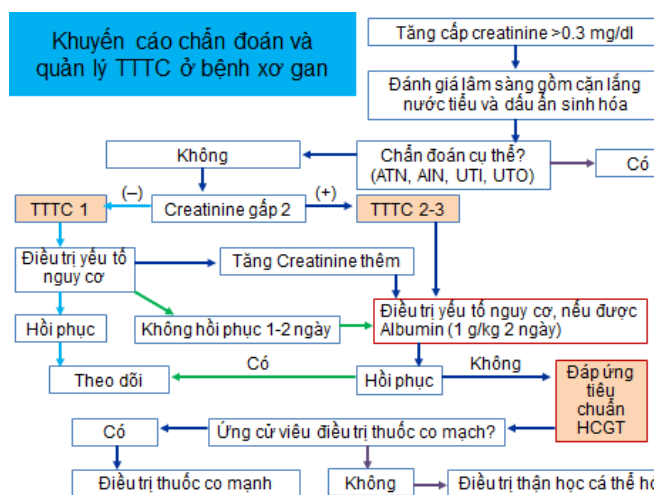 Khuyến cáo chẩn đoán và
quản lý TTTC ở bệnh xơ gan
Tăng cấp creatinine >0.3 mg/dl
Đánh giá lâm sàng gồm cặn lắng
nước tiểu và dấu ấn sinh hóa
Không
Chẩn đoán cụ thể?
(ATN, AIN, UTI, UTO)
Có
(–)
(+)
TTTC 1
Creatinine gấp 2
TTTC 2-3
Điều trị yếu tố
nguy cơ
Tăng Creatinine thêm
Hồi phục
Không hồi phục 1-2 ngày
Điều trị yếu tố nguy cơ, nếu được
Albumin (1 g/kg 2 ngày)
Có
Không
Theo dõi
Hồi phục
Đáp ứng
tiêu
chuẩn
HCGT
Có
Ứng cử viêu điều trị thuốc co mạch?
Điều trị thuốc co mạnh
Không
Điều trị thận học cá thể hó